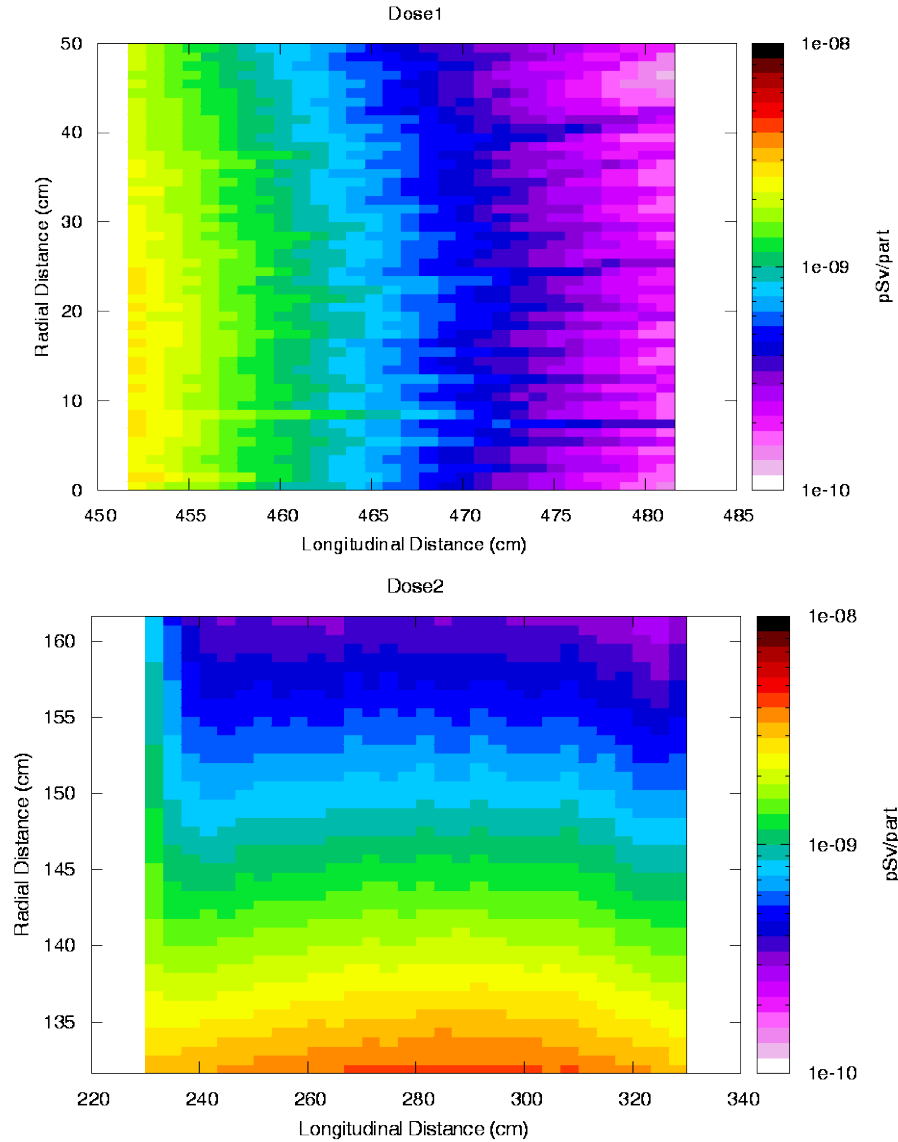 Dose1
50
40
30
20
10
0
Radial Distance (cm)
450 455 460 465 470 475 480 485
Longitudinal Distance (cm)
1e-08
1e-09
1e-10
pSv/part
Dose2
160
155
150
145
140
135
Radial Distance (cm)
220 240 260 280 300 320 340
Longitudinal Distance (cm)
1e-08
1e-09
1e-10
pSv/part